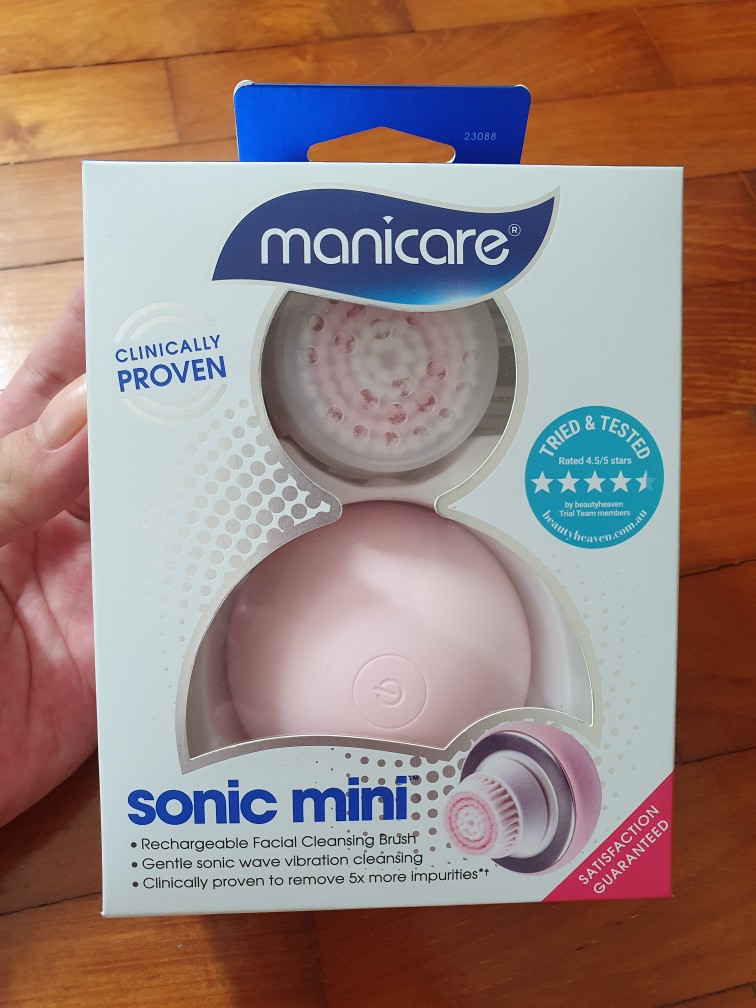 23088
manicare®
CLINICALLY
PROVEN
TRIED & TESTED
Rated 4.5/5 stars
by beautyheaven
Trial Team members
beautyheaven.com.au
sonic mini™
• Rechargeable Facial Cleansing Brush
• Gentle sonic wave vibration cleansing
• Clinically proven to remove 5x more impurities*†
SATISFACTION
GUARANTEED